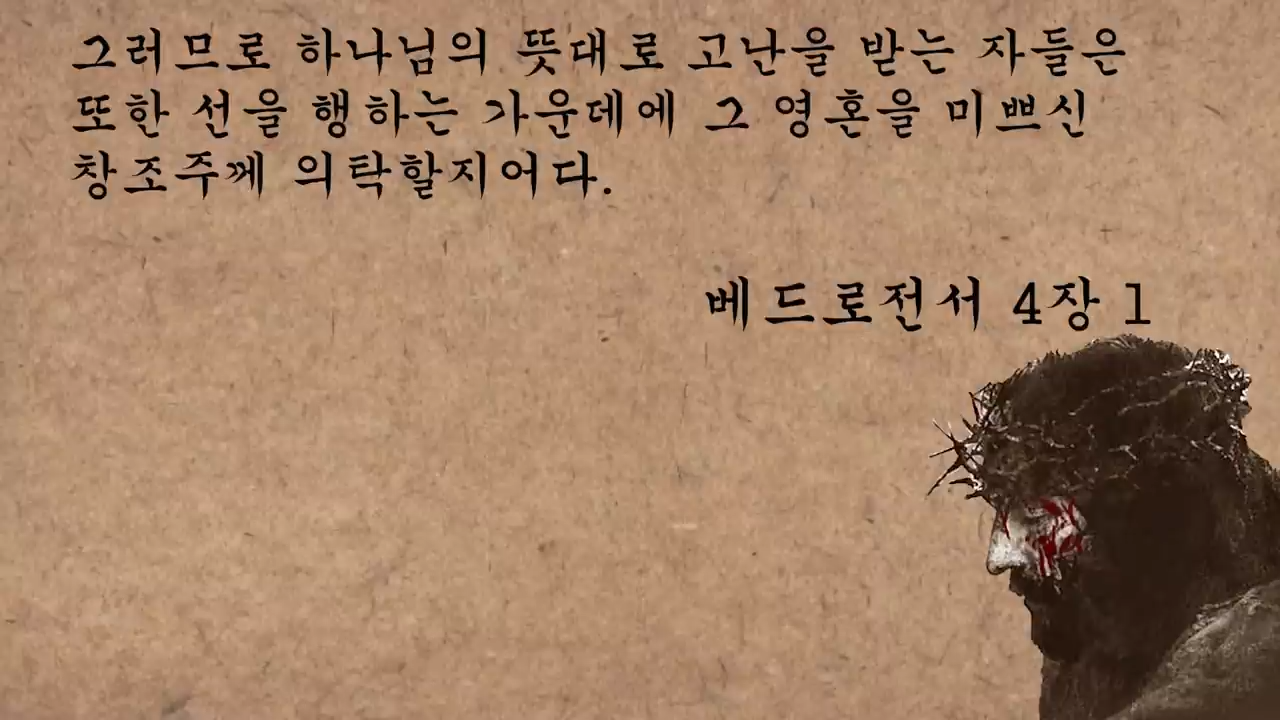 그러므로 하나님의 뜻대로 고난을 받는 자들은
또한 선을 행하는 가운데에 그 영혼을 미쁘신
창조주께 의탁할지어다.
베드로전서 4장 1